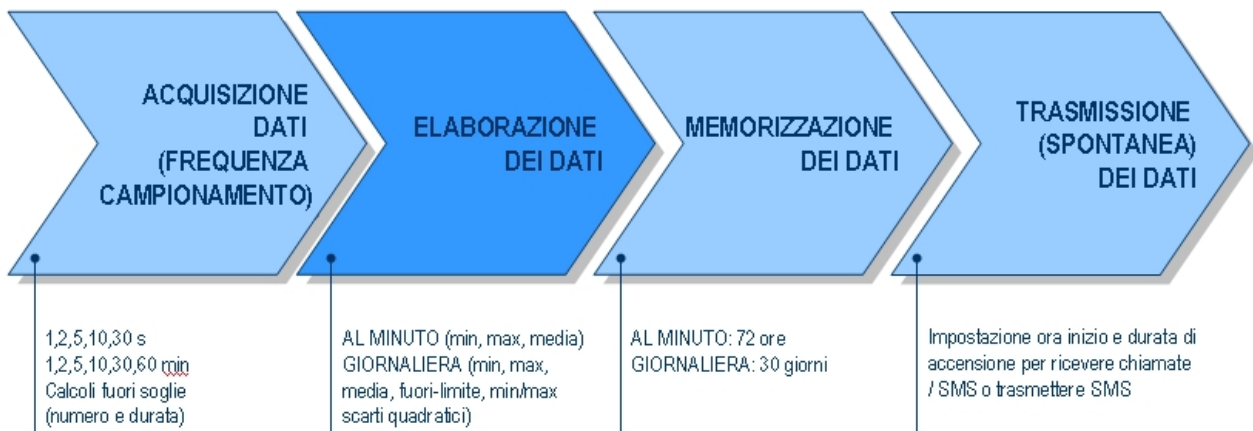 ACQUISIZIONE
DATI
(FREQUENZA
CAMPIONAMENTO)
ELABORAZIONE
DEI DATI
MEMORIZZAZIONE
DEI DATI
TRASMISSIONE
(SPONTANEA)
DEI DATI
1,2,5,10,30 s
1,2,5,10,30,60 min
Calcoli fuori soglie
(numero e durata)
AL MINUTO (min, max, media)
GIORNALIERA (min, max,
media, fuori-limite, min/max
scarti quadratici)
AL MINUTO: 72 ore
GIORNALIERA: 30 giorni
Impostazione ora inizio e durata di
accensione per ricevere chiamate
/ SMS o trasmettere SMS